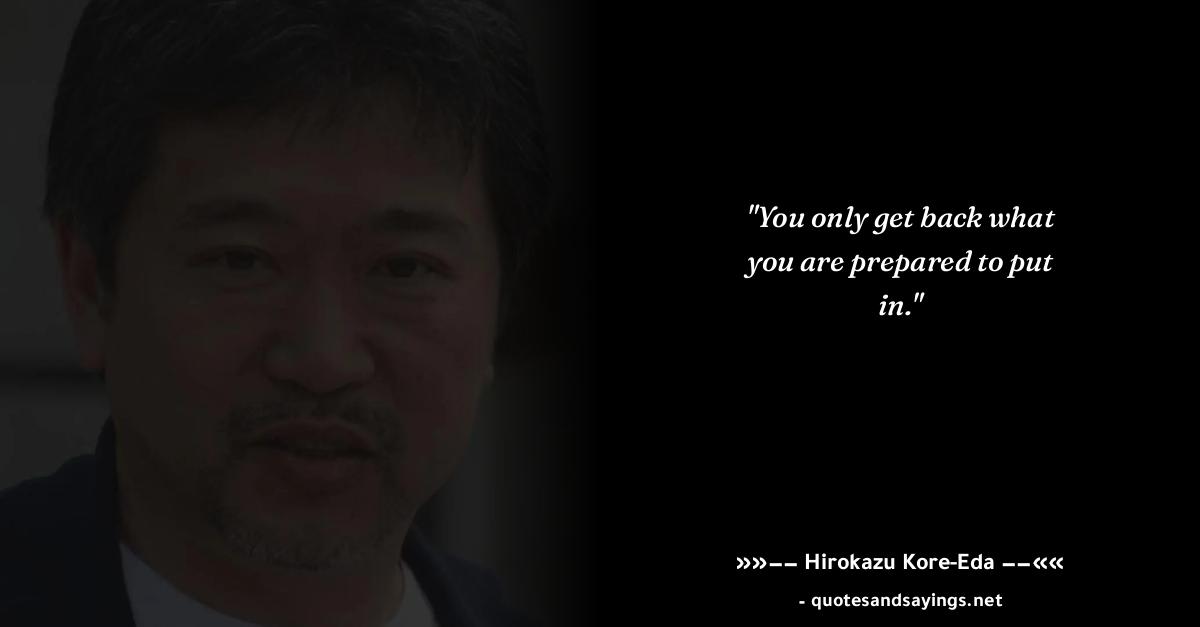 "You only get back what
you are prepared to put
in."
»»–– Hirokazu Kore-Eda ––««
- quotesandsayings.net